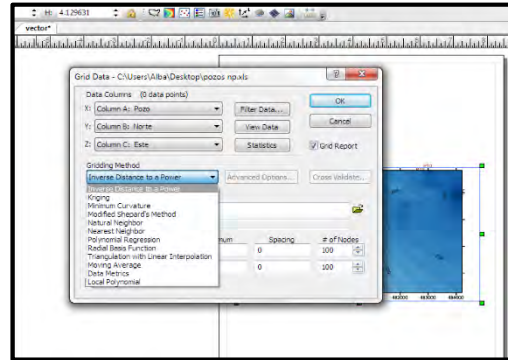 H: 4.129631
vector*
Grid Data - C:\Users\Alba\Desktop\pozos np.xls
Data Columns (0 data points)
X: Column A: Pozo
Filter Data...
OK
Y: Column B: Norte
View Data
Cancel
Z: Column C: Este
Statistics
Grid Report
Gridding Method
Inverse Distance to a Power
Advanced Options...
Cross Validate...
Inverse Distance to a Power
Kriging
Minimum Curvature
Modified Shepard's Method
Natural Neighbor
Nearest Neighbor
Polynomial Regression
Radial Basis Function
Triangulation with Linear Interpolation
Moving Average
Data Metrics
Local Polynomial
mum
Spacing
# of Nodes
0
100
0
100